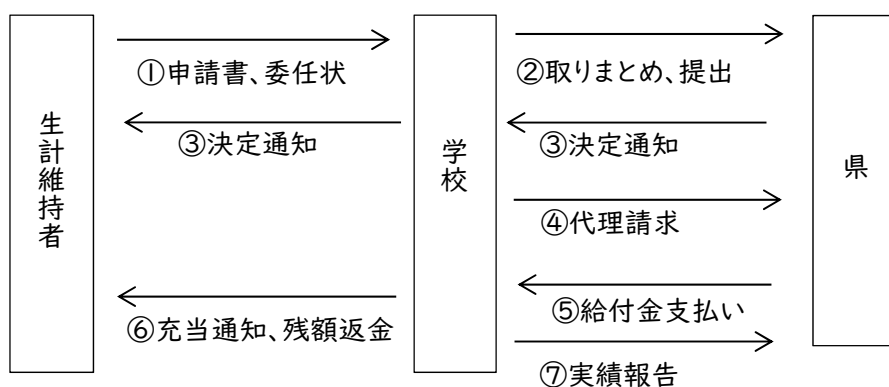 生計維持者
学校
県
①申請書、委任状
②取りまとめ、提出
③決定通知
③決定通知
④代理請求
⑤給付金支払い
⑥充当通知、残額返金
⑦実績報告